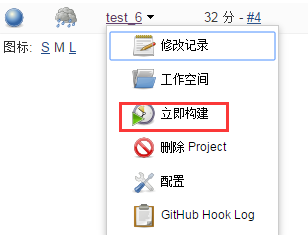 test_6 32 分 - #4
图标: S M L
修改记录
工作空间
立即构建
删除 Project
配置
GitHub Hook Log